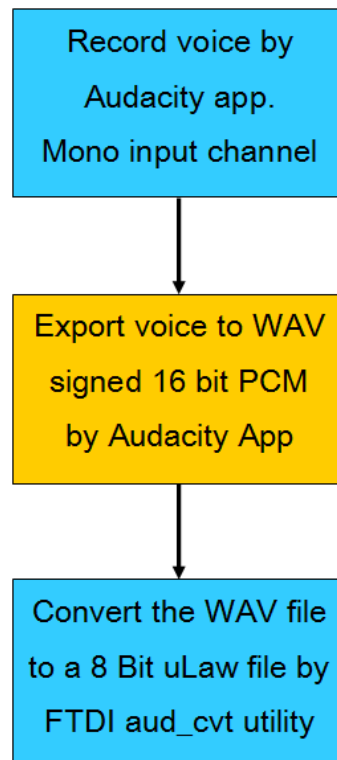 Record voice by
Audacity app.
Mono input channel
Export voice to WAV
signed 16 bit PCM
by Audacity App
Convert the WAV file
to a 8 Bit uLaw file by
FTDI aud_cvt utility